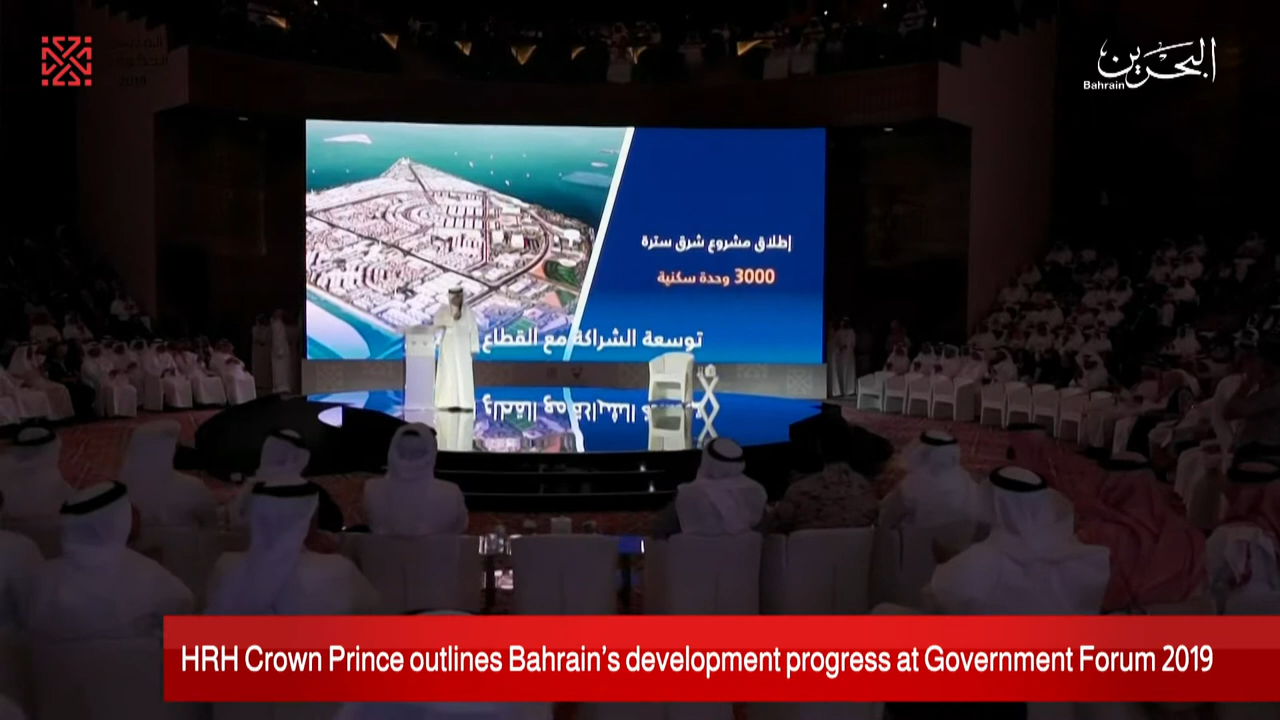 البحرين
Bahrain
2019
إطلاق مشروع شرق سترة
3000 وحدة سكنية
توسعة الشراكة مع القطاع
HRH Crown Prince outlines Bahrain's development progress at Government Forum 2019